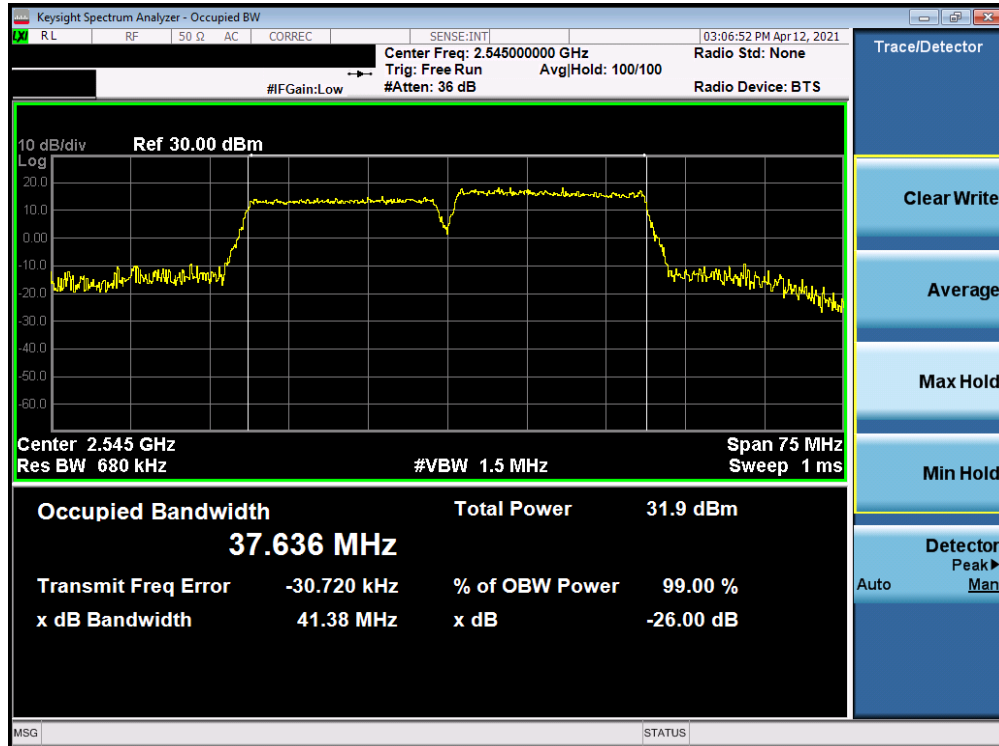 Keysight Spectrum Analyzer - Occupied BW
LXI RL RF 50 Ω AC CORREC SENSE:INT 03:06:52 PM Apr 12, 2021
Center Freq: 2.545000000 GHz Radio Std: None
Trig: Free Run Avg|Hold: 100/100
#IFGain:Low #Atten: 36 dB Radio Device: BTS
Trace/Detector
10 dB/div Ref 30.00 dBm
Log
20.0
10.0
0.00
-10.0
-20.0
-30.0
-40.0
-50.0
-60.0
Center 2.545 GHz Span 75 MHz
Res BW 680 kHz #VBW 1.5 MHz Sweep 1 ms
Occupied Bandwidth Total Power 31.9 dBm
37.636 MHz
Transmit Freq Error -30.720 kHz % of OBW Power 99.00 %
x dB Bandwidth 41.38 MHz x dB -26.00 dB
Clear Write
Average
Max Hold
Min Hold
Detector
Peak▶
Auto Man
MSG STATUS